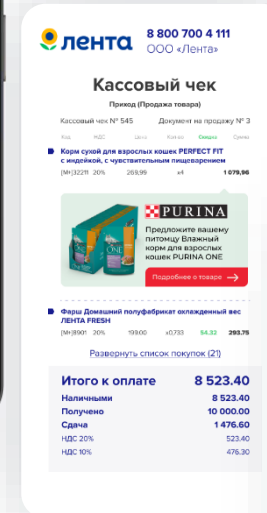 лента
8 800 700 4 111
ООО «Лента»
Кассовый чек
Приход (Продажа товара)
Кассовый чек № 545 Документ на продажу № 3
Код НДС Цена Кол-во Скидка Сумма
Корм сухой для взрослых кошек PERFECT FIT
с индейкой, с чувствительным пищеварением
[М+]32211 20% 269,99 x4 1 079,96
PURINA
Предложите вашему
питомцу Влажный
корм для взрослых
кошек PURINA ONE
Подробнее о товаре →
ONE
Фарш Домашний полуфабрикат охлажденный вес
ЛЕНТА FRESH
[М+]8901 20% 199.00 x0.733 54.32 293.75
Развернуть список покупок (21)
Итого к оплате 8 523.40
Наличными 8 523.40
Получено 10 000.00
Сдача 1 476.60
НДС 20% 523.40
НДС 10% 476.30